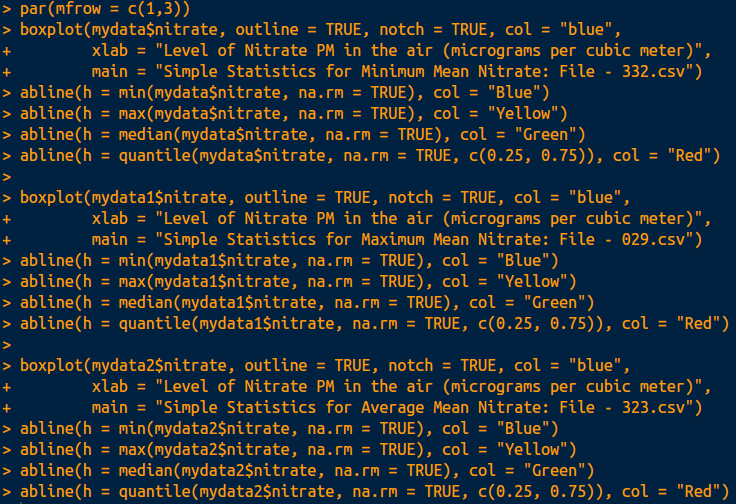 > par(mfrow = c(1,3))
> boxplot(mydata$nitrate, outline = TRUE, notch = TRUE, col = "blue",
+         xlab = "Level of Nitrate PM in the air (micrograms per cubic meter)",
+         main = "Simple Statistics for Minimum Mean Nitrate: File - 332.csv")
> abline(h = min(mydata$nitrate, na.rm = TRUE), col = "Blue")
> abline(h = max(mydata$nitrate, na.rm = TRUE), col = "Yellow")
> abline(h = median(mydata$nitrate, na.rm = TRUE), col = "Green")
> abline(h = quantile(mydata$nitrate, na.rm = TRUE, c(0.25, 0.75)), col = "Red")
>
> boxplot(mydata1$nitrate, outline = TRUE, notch = TRUE, col = "blue",
+         xlab = "Level of Nitrate PM in the air (micrograms per cubic meter)",
+         main = "Simple Statistics for Maximum Mean Nitrate: File - 029.csv")
> abline(h = min(mydata1$nitrate, na.rm = TRUE), col = "Blue")
> abline(h = max(mydata1$nitrate, na.rm = TRUE), col = "Yellow")
> abline(h = median(mydata1$nitrate, na.rm = TRUE), col = "Green")
> abline(h = quantile(mydata1$nitrate, na.rm = TRUE, c(0.25, 0.75)), col = "Red")
>
> boxplot(mydata2$nitrate, outline = TRUE, notch = TRUE, col = "blue",
+         xlab = "Level of Nitrate PM in the air (micrograms per cubic meter)",
+         main = "Simple Statistics for Average Mean Nitrate: File - 323.csv")
> abline(h = min(mydata2$nitrate, na.rm = TRUE), col = "Blue")
> abline(h = max(mydata2$nitrate, na.rm = TRUE), col = "Yellow")
> abline(h = median(mydata2$nitrate, na.rm = TRUE), col = "Green")
> abline(h = quantile(mydata2$nitrate, na.rm = TRUE, c(0.25, 0.75)), col = "Red")